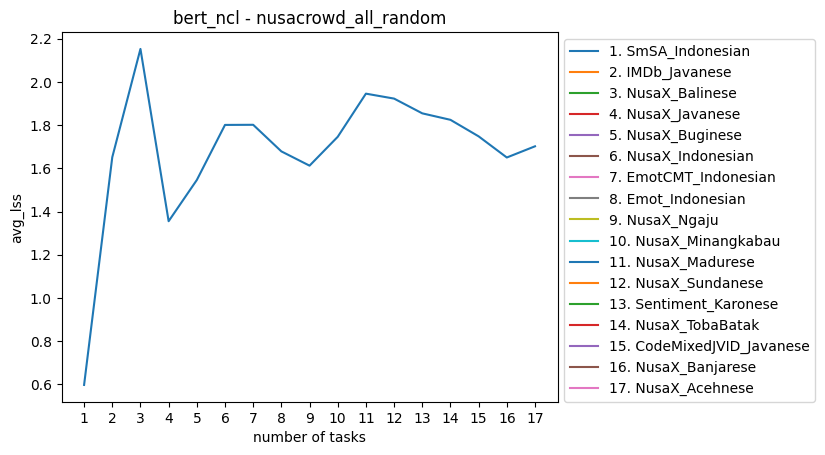 bert_ncl - nusacrowd_all_random
avg_lss
2.2
2.0
1.8
1.6
1.4
1.2
1.0
0.8
0.6
1 2 3 4 5 6 7 8 9 10 11 12 13 14 15 16 17
number of tasks
1. SmSA_Indonesian
2. IMDb_Javanese
3. NusaX_Balinese
4. NusaX_Javanese
5. NusaX_Buginese
6. NusaX_Indonesian
7. EmotCMT_Indonesian
8. Emot_Indonesian
9. NusaX_Ngaju
10. NusaX_Minangkabau
11. NusaX_Madurese
12. NusaX_Sundanese
13. Sentiment_Karonese
14. NusaX_TobaBatak
15. CodeMixedJVID_Javanese
16. NusaX_Banjarese
17. NusaX_Acehnese